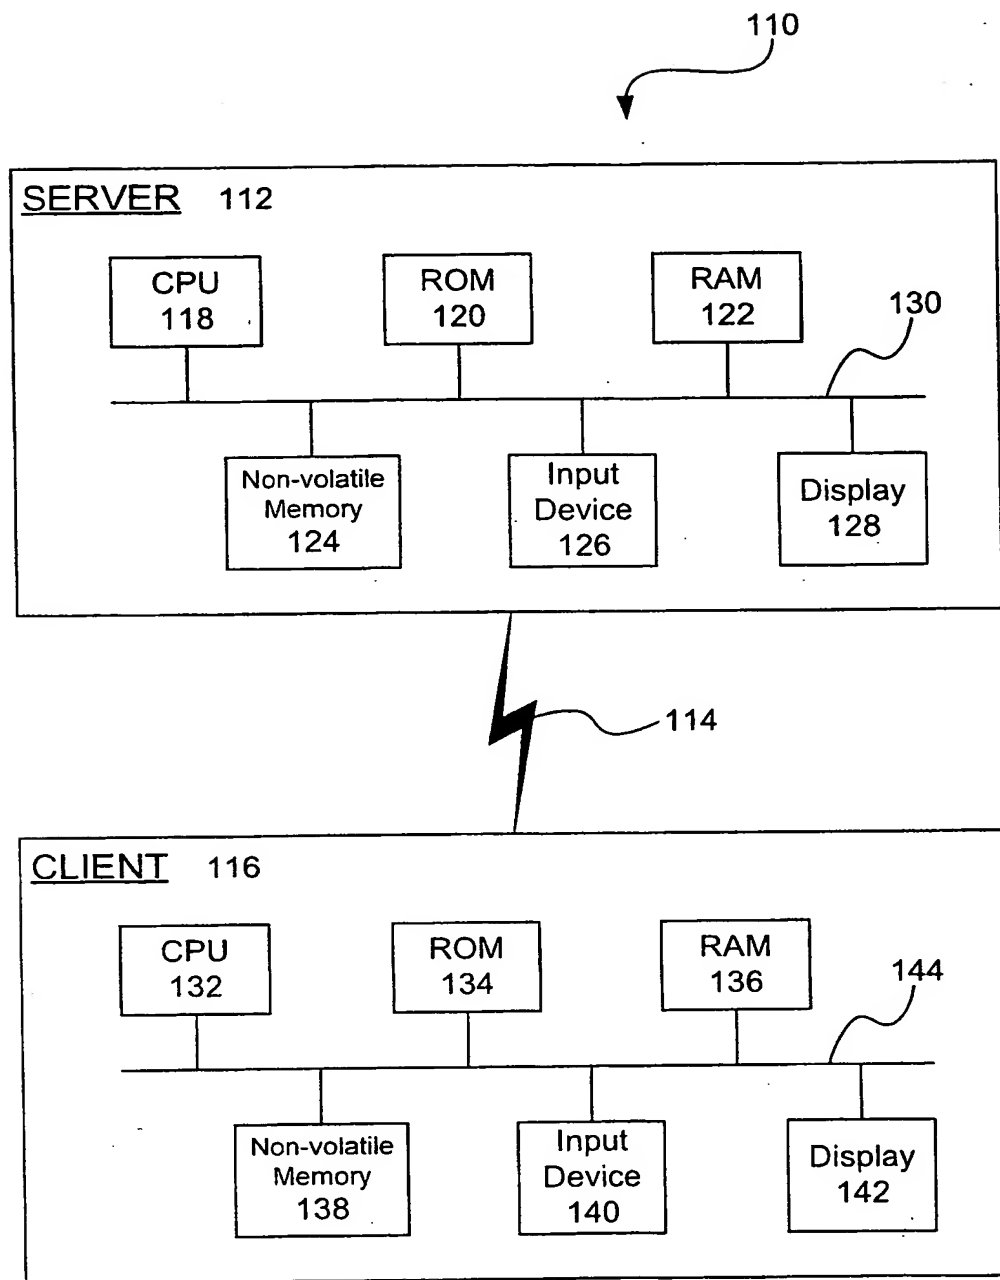 110
SERVER 112
CPU
118
ROM
120
RAM
122
130
Non-volatile
Memory
124
Input
Device
126
Display
128
114
CLIENT 116
CPU
132
ROM
134
RAM
136
144
Non-volatile
Memory
138
Input
Device
140
Display
142